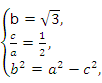 b = √3,
c/a = 1/2,
b² = a² − c²,